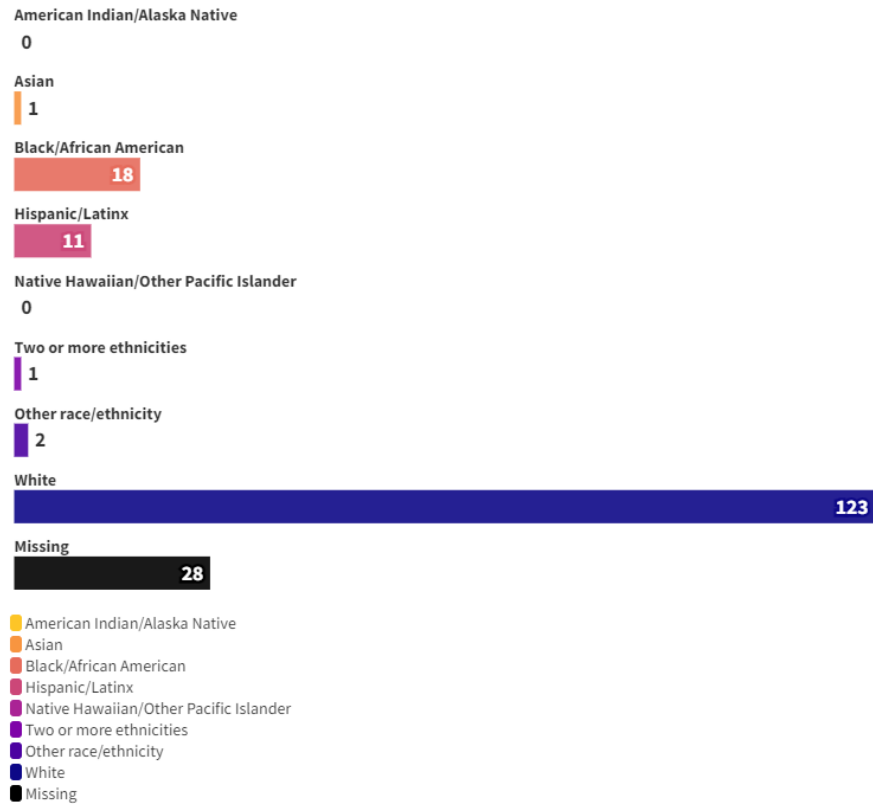 American Indian/Alaska Native
0
Asian
1
Black/African American
18
Hispanic/Latinx
11
Native Hawaiian/Other Pacific Islander
0
Two or more ethnicities
1
Other race/ethnicity
2
White
123
Missing
28
American Indian/Alaska Native
Asian
Black/African American
Hispanic/Latinx
Native Hawaiian/Other Pacific Islander
Two or more ethnicities
Other race/ethnicity
White
Missing